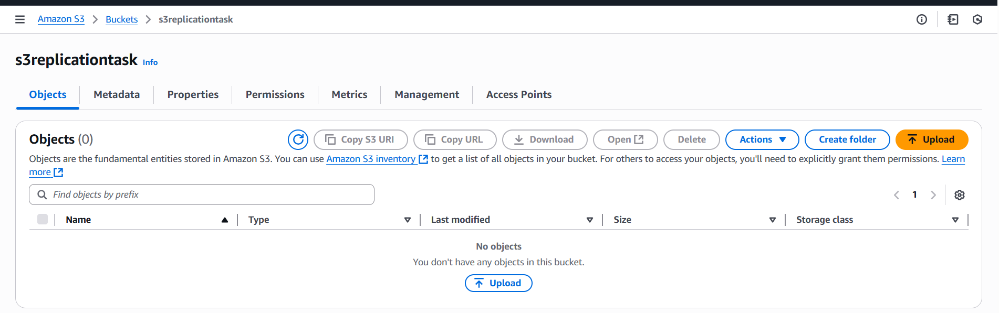 Amazon S3 Buckets s3replicationtask
s3replicationtask Info
Objects Metadata Properties Permissions Metrics Management Access Points
Objects (0) Copy S3 URI Copy URL Download Open Delete Actions Create folder Upload
Objects are the fundamental entities stored in Amazon S3. You can use Amazon S3 inventory to get a list of all objects in your bucket. For others to access your objects, you'll need to explicitly grant them permissions. Learn
more
Find objects by prefix 1
Name Type Last modified Size Storage class
No objects
You don't have any objects in this bucket.
Upload